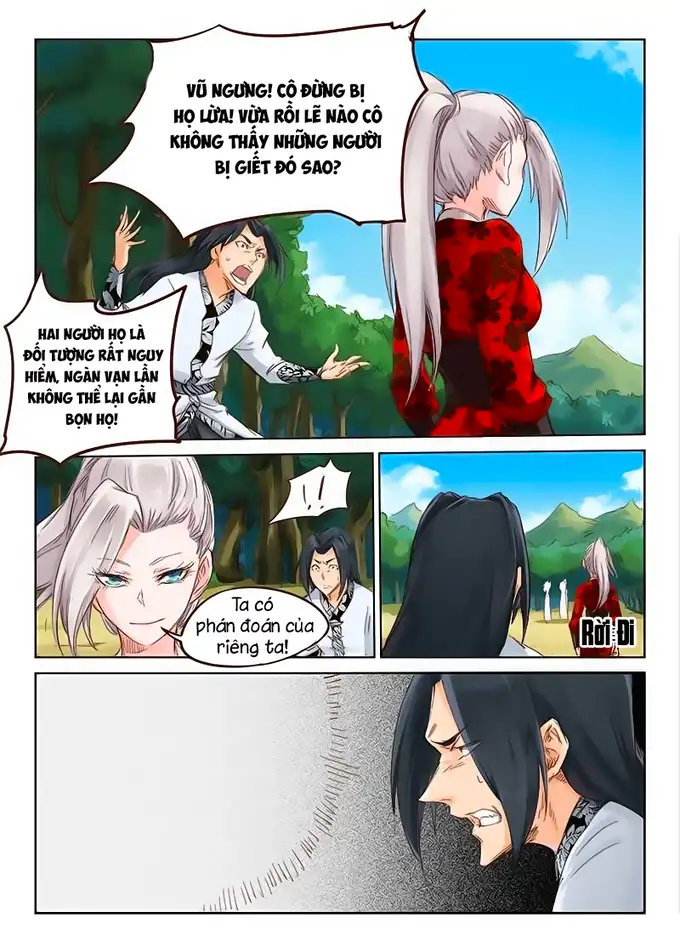 VŨ NGƯNG! CÔ ĐỪNG BỊ
HỌ LỪA! VỪA RỒI LẼ NÀO CÔ
KHÔNG THẤY NHỮNG NGƯỜI
BỊ GIẾT ĐÓ SAO?
HAI NGƯỜI HỌ LÀ
ĐỐI TƯỢNG RẤT NGUY
HIỂM, NGÀN VẠN LẦN
KHÔNG THỂ LẠI GẦN
BỌN HỌ!
! !
Ta có
phán đoán của
riêng ta!
RỜI ĐI